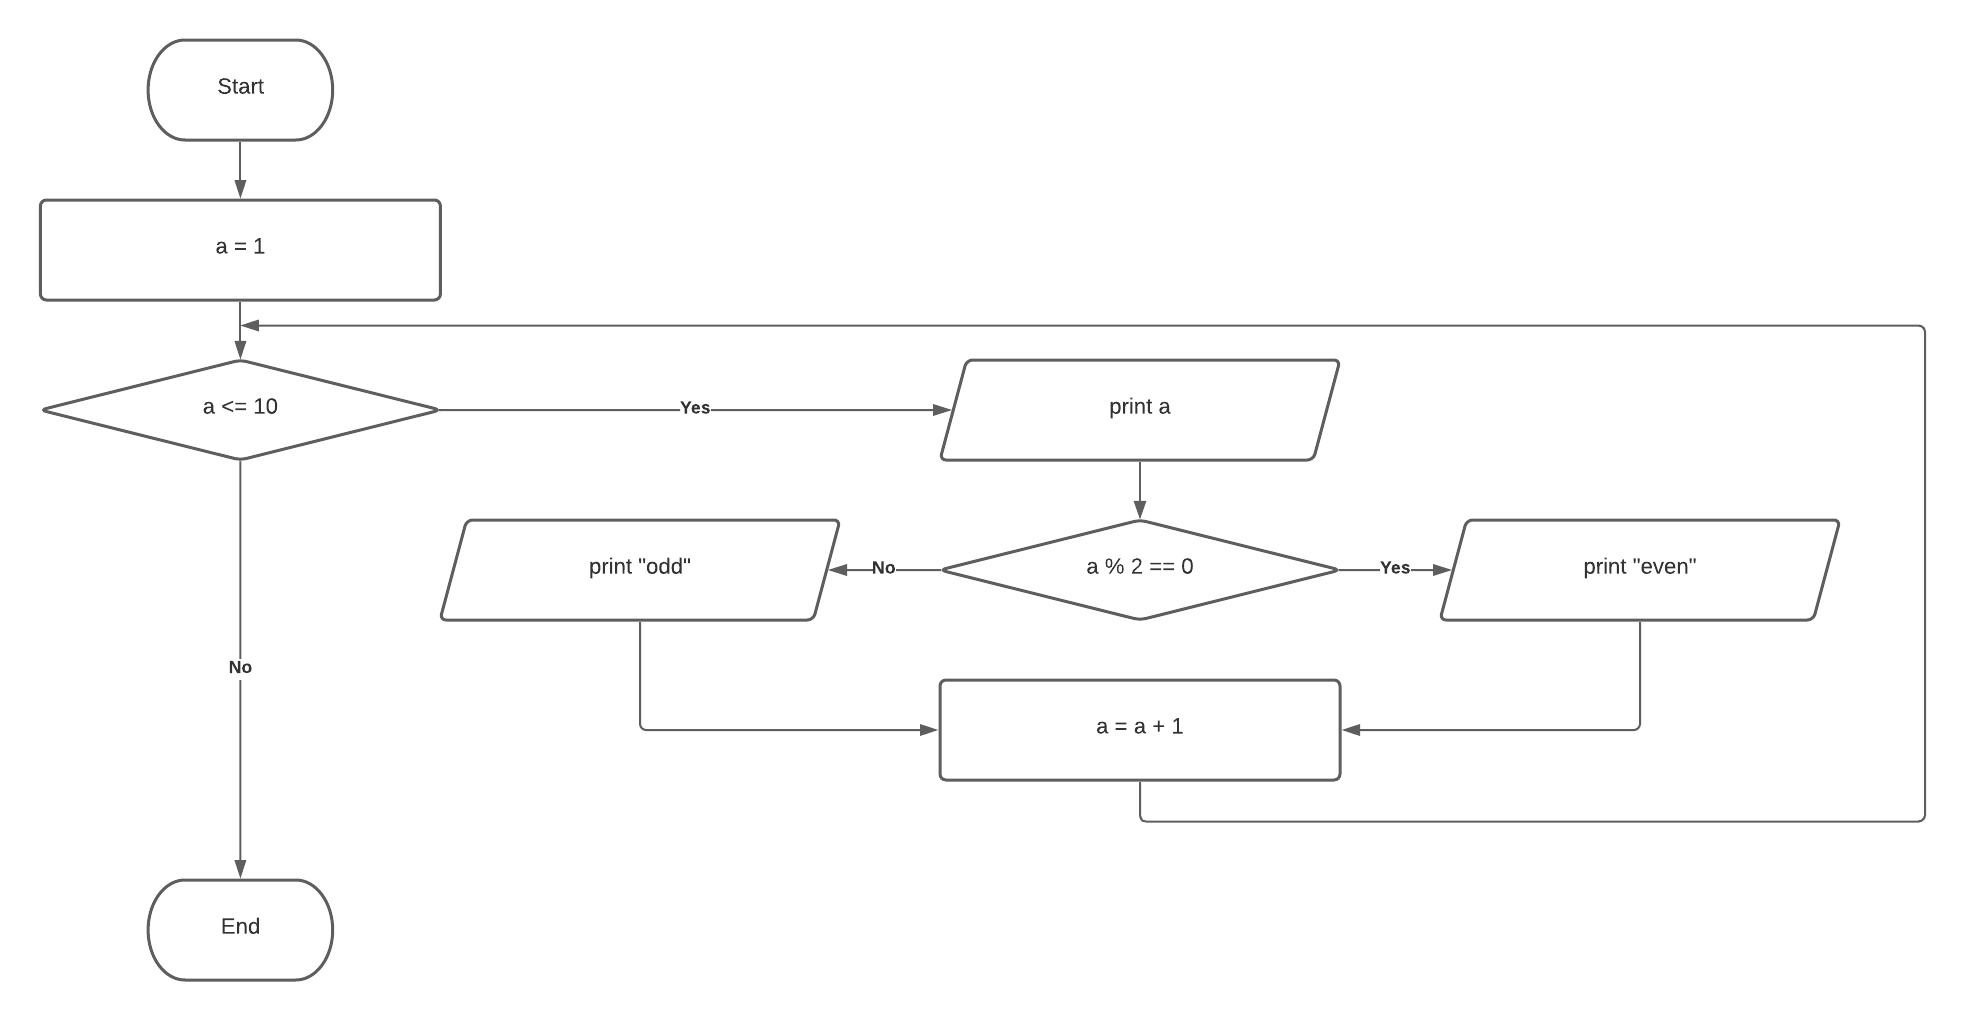 Start
a = 1
a <= 10
Yes
print a
print "odd"
No
a % 2 == 0
Yes
print "even"
No
a = a + 1
End